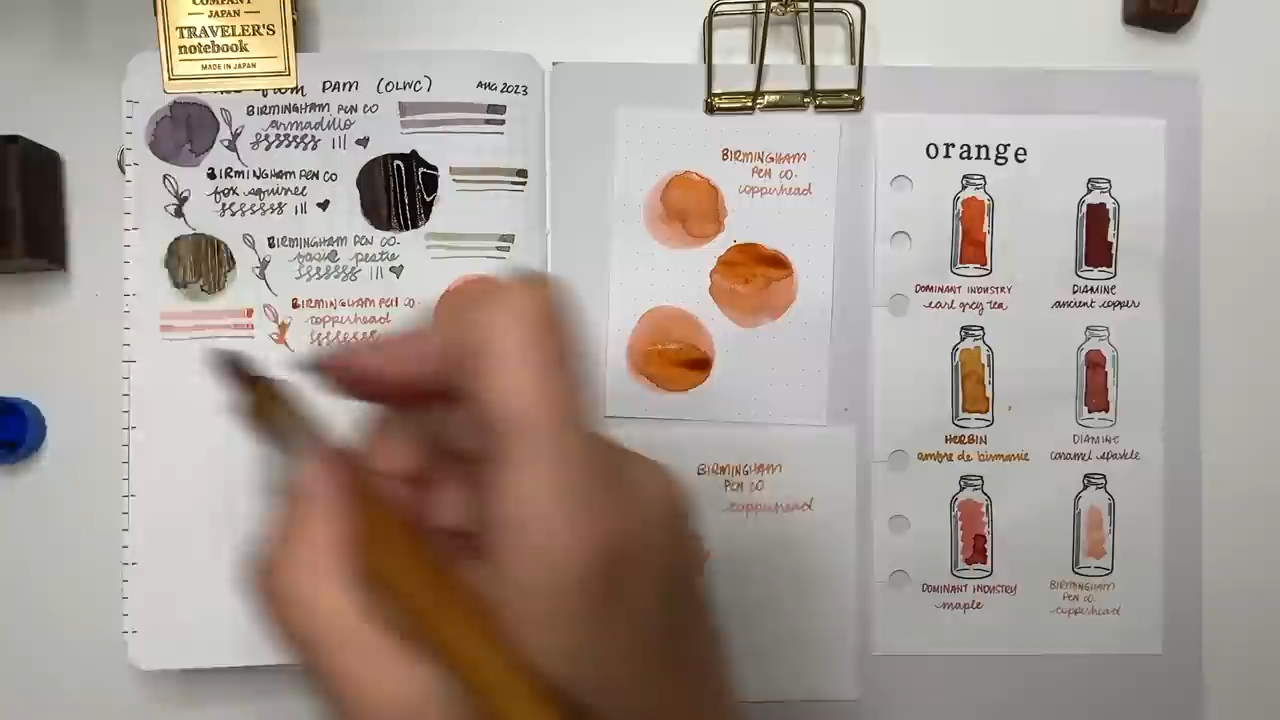 COMPANY
— JAPAN —
TRAVELER'S
notebook
MADE IN JAPAN
from PAM (OLWC)
AUG 2023
BIRMINGHAM PEN CO
armadillo
BIRMINGHAM PEN CO
fox squirrel
BIRMINGHAM PEN CO.
BIRMINGHAM PEN CO.
copperhead
BIRMINGHAM
PEN CO.
copperhead
BIRMINGHAM
PEN CO
copperhead
orange
DOMINANT INDUSTRY
earl grey tea
DIAMINE
ancient copper
HERBIN
ambre de birmanie
DIAMINE
caramel sparkle
DOMINANT INDUSTRY
maple
BIRMINGHAM
PEN CO.
copperhead